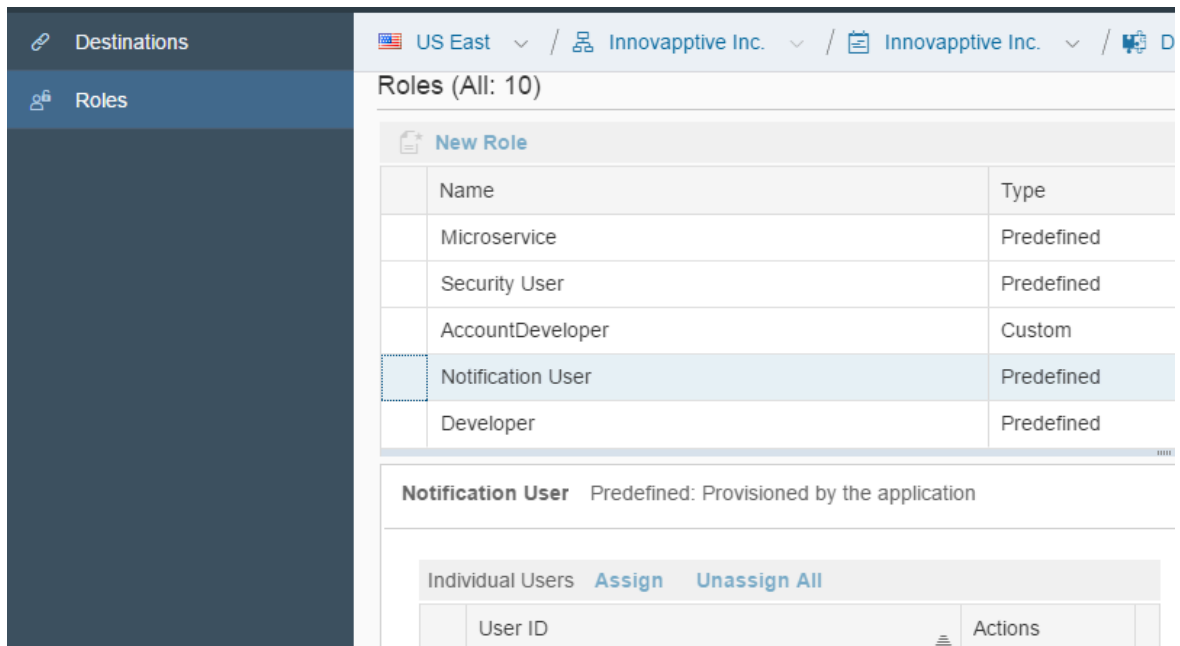 Destinations
Roles
US East / Innovapptive Inc. / Innovapptive Inc. / D
Roles (All: 10)
New Role
Name Type
Microservice Predefined
Security User Predefined
AccountDeveloper Custom
Notification User Predefined
Developer Predefined
Notification User Predefined: Provisioned by the application
Individual Users Assign Unassign All
User ID Actions